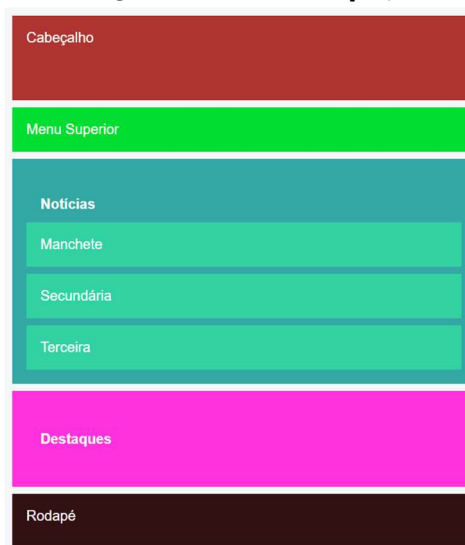 Cabeçalho
Menu Superior
Notícias
Manchete
Secundária
Terceira
Destaques
Rodapé